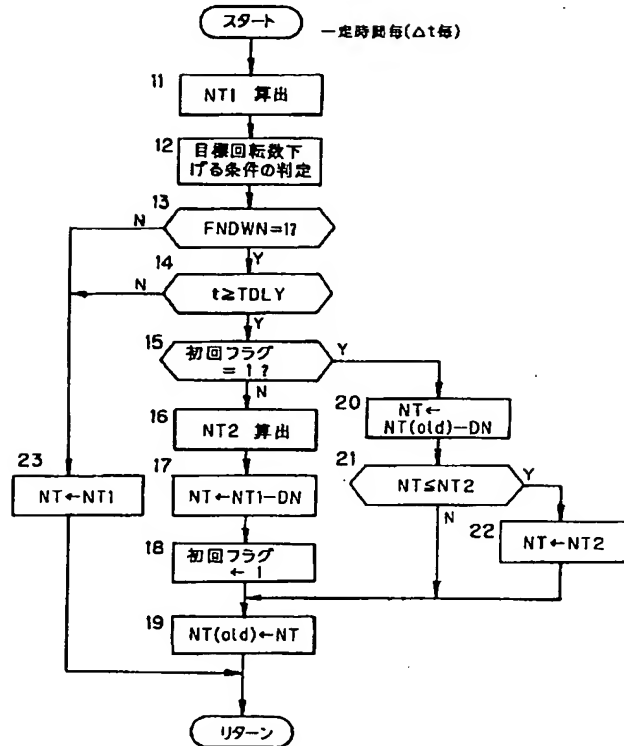 スタート
一定時間毎(Δt毎)
11
NT1 算出
12
目標回転数下
げる条件の判定
13
N
FNDWN=1?
Y
14
N
t≧TDLY
Y
15
初回フラグ
=1?
Y
N
16
NT2 算出
20
NT←
NT(old)−DN
23
NT←NT1
17
NT←NT1−DN
21
NT≦NT2
Y
N
18
初回フラグ
← 1
22
NT←NT2
19
NT(old)←NT
リターン